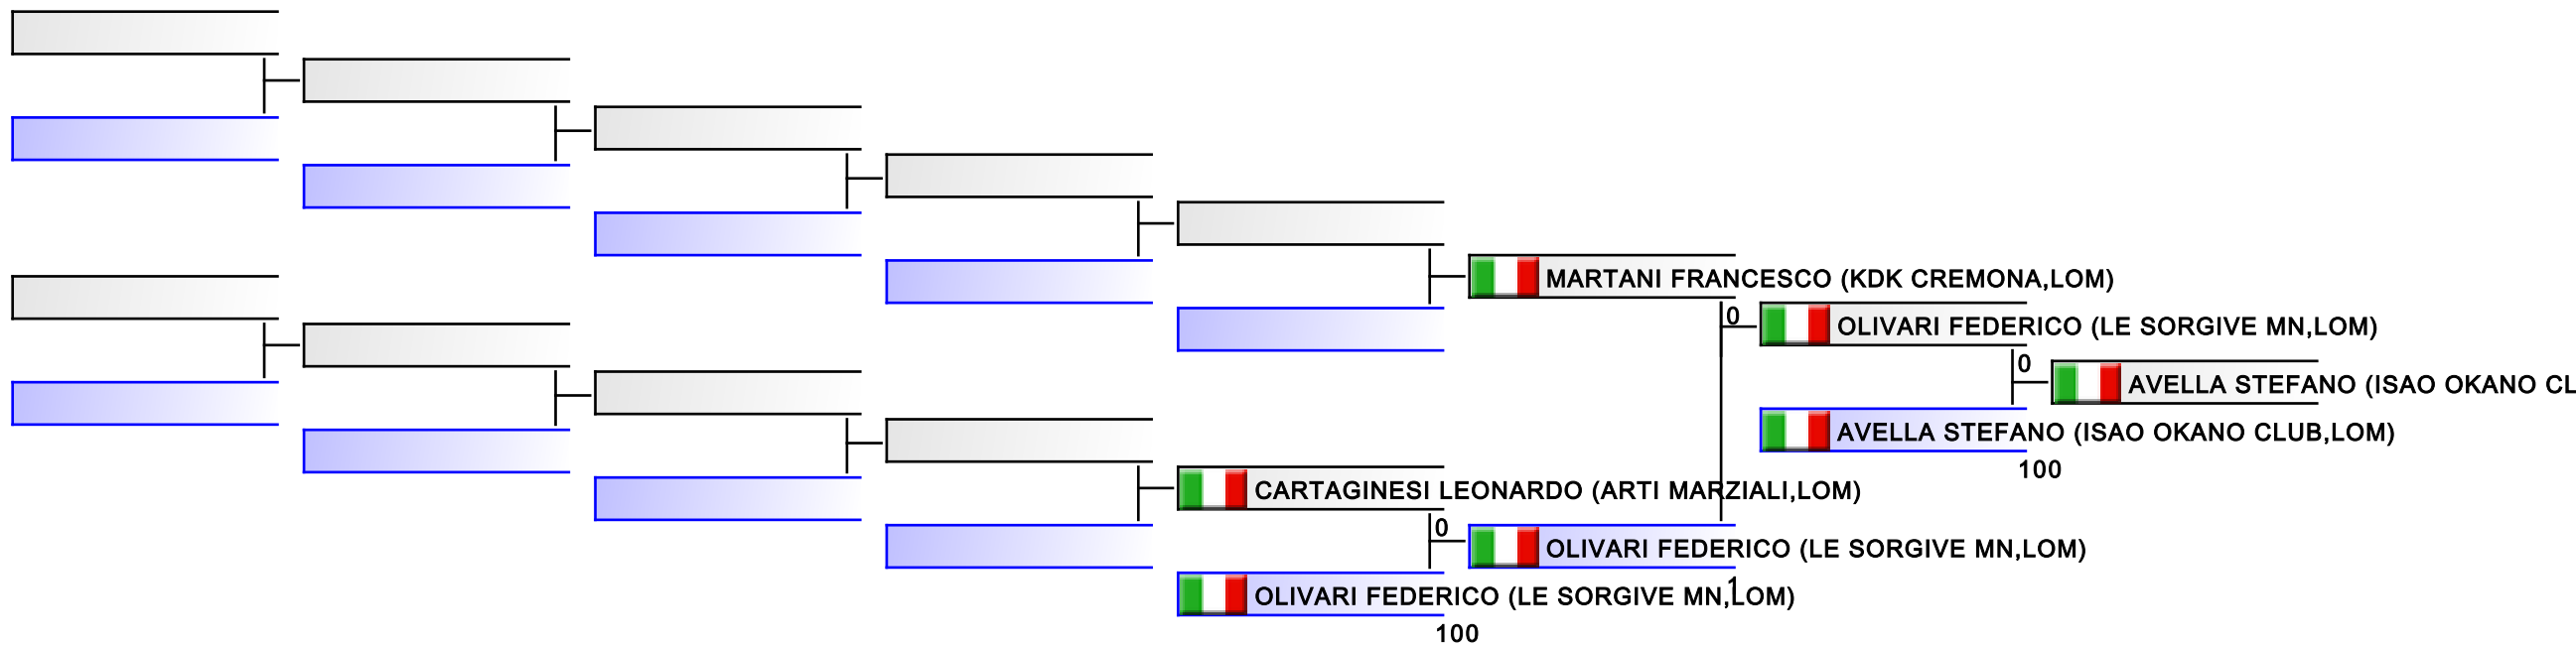 MARTANI FRANCESCO (KDK CREMONA,LOM)
0
OLIVARI FEDERICO (LE SORGIVE MN,LOM)
0
AVELLA STEFANO (ISAO OKANO CL
AVELLA STEFANO (ISAO OKANO CLUB,LOM)
100
CARTAGINESI LEONARDO (ARTI MARZIALI,LOM)
0
OLIVARI FEDERICO (LE SORGIVE MN,LOM)
1
OLIVARI FEDERICO (LE SORGIVE MN,LOM)
100